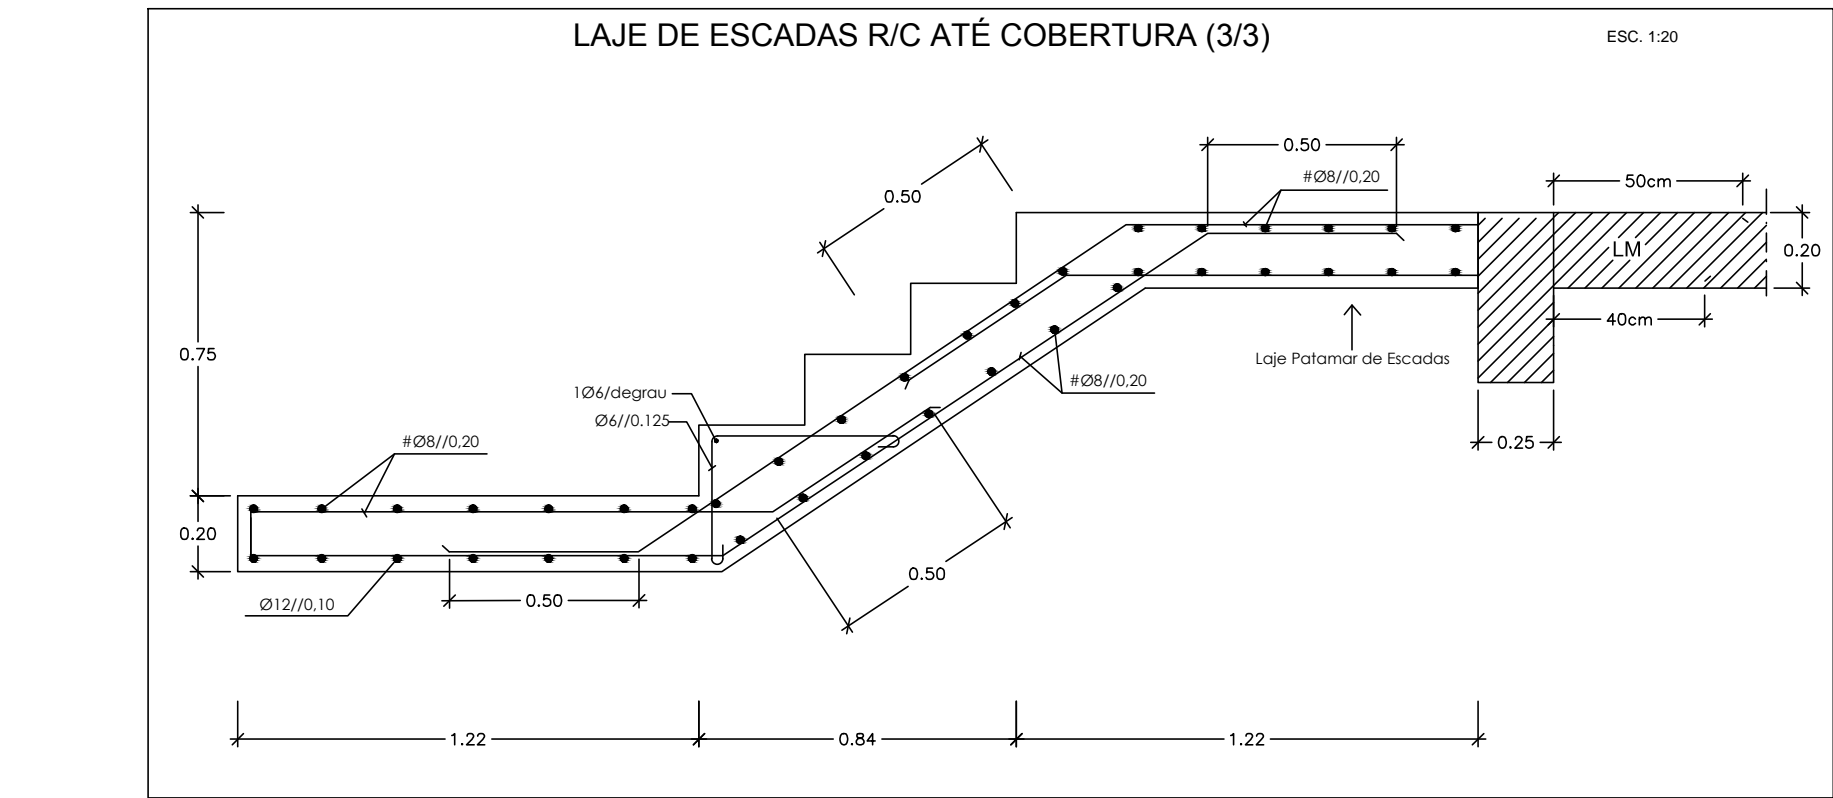 LAJE DE ESCADAS R/C ATÉ COBERTURA (3/3)
ESC. 1:20
0.50
#Ø8//0,20
50cm
0.50
LM
0.20
40cm
0.75
Laje Patamar de Escadas
#Ø8//0,20
1Ø6/degrau
Ø6//0.125
#Ø8//0,20
0.25
0.20
0.50
Ø12//0,10
0.50
1.22
0.84
1.22